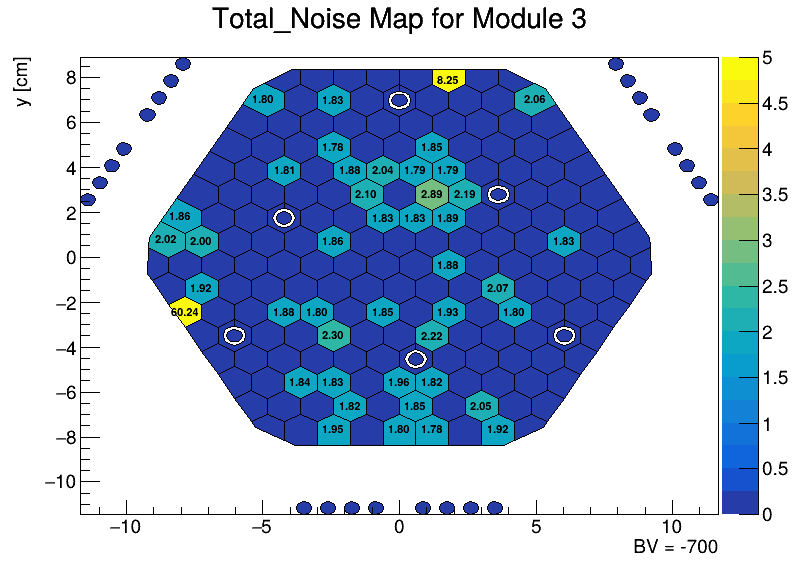 Total_Noise Map for Module 3
y [cm]
8
6
4
2
0
−2
−4
−6
−8
−10
8.25
1.80 1.83 2.06
1.78 1.85
1.81 1.88 2.04 1.79 1.79
2.10 2.89 2.19
1.86 1.83 1.83 1.89
2.02 2.00 1.86 1.83
1.88
1.92 2.07
60.24 1.88 1.80 1.85 1.93 1.80
2.30 2.22
1.84 1.83 1.96 1.82
1.82 1.85 2.05
1.95 1.80 1.78 1.92
5
4.5
4
3.5
3
2.5
2
1.5
1
0.5
0
−10 −5 0 5 10
BV = -700